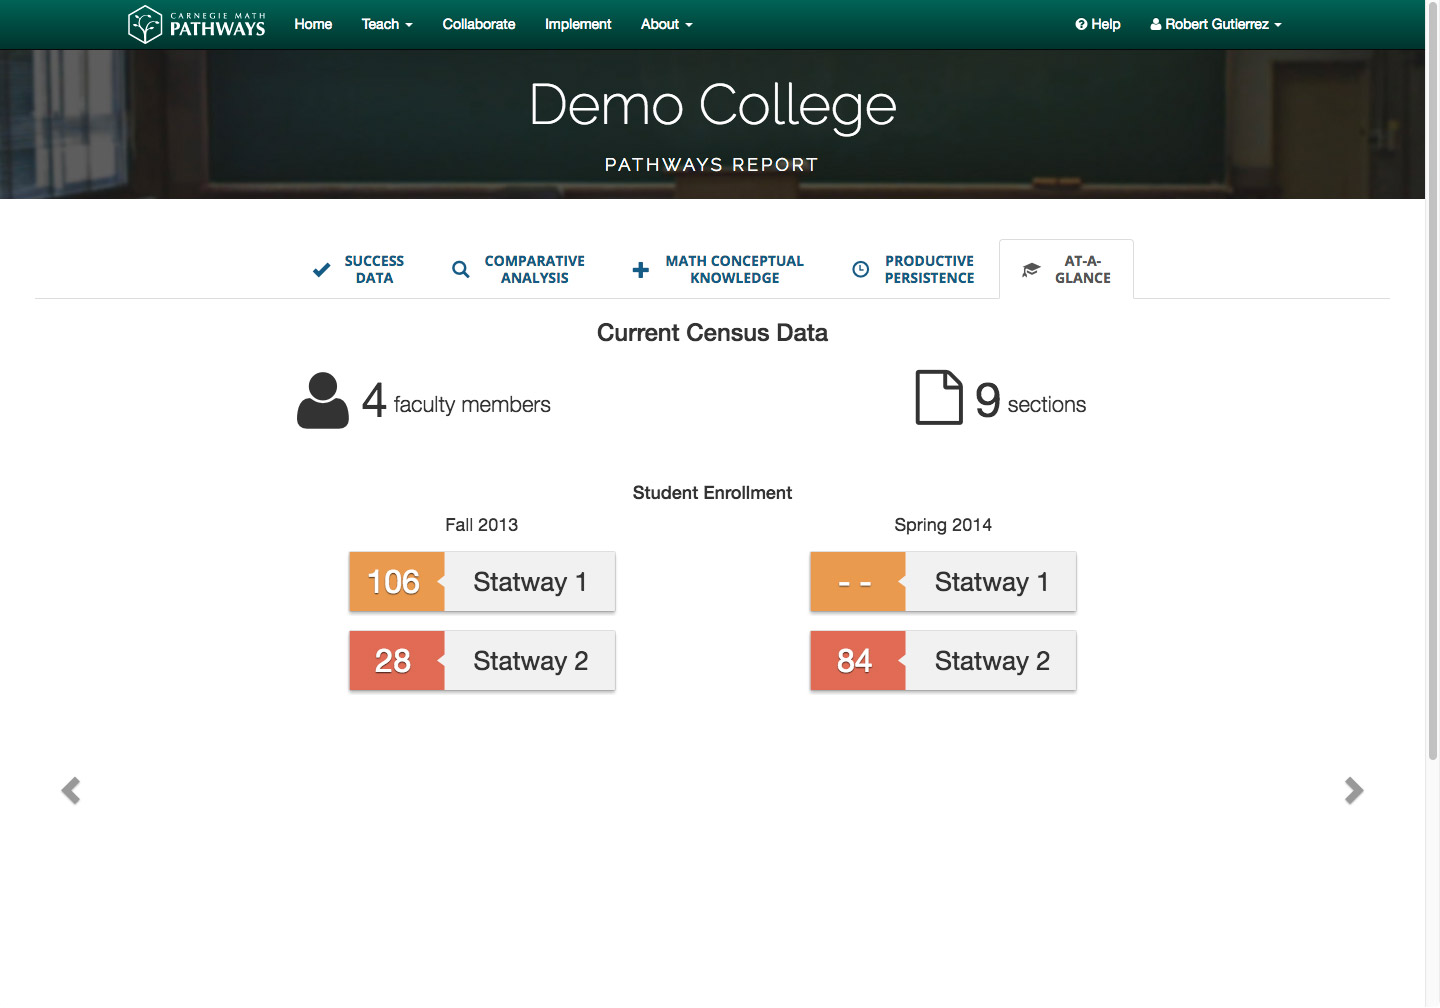 CARNEGIE MATH
PATHWAYS
Home Teach Collaborate Implement About Help Robert Gutierrez
Demo College
PATHWAYS REPORT
SUCCESS
DATA
COMPARATIVE
ANALYSIS
MATH CONCEPTUAL
KNOWLEDGE
PRODUCTIVE
PERSISTENCE
AT-A-
GLANCE
Current Census Data
4 faculty members
9 sections
Student Enrollment
Fall 2013
106 Statway 1
28 Statway 2
Spring 2014
- - Statway 1
84 Statway 2